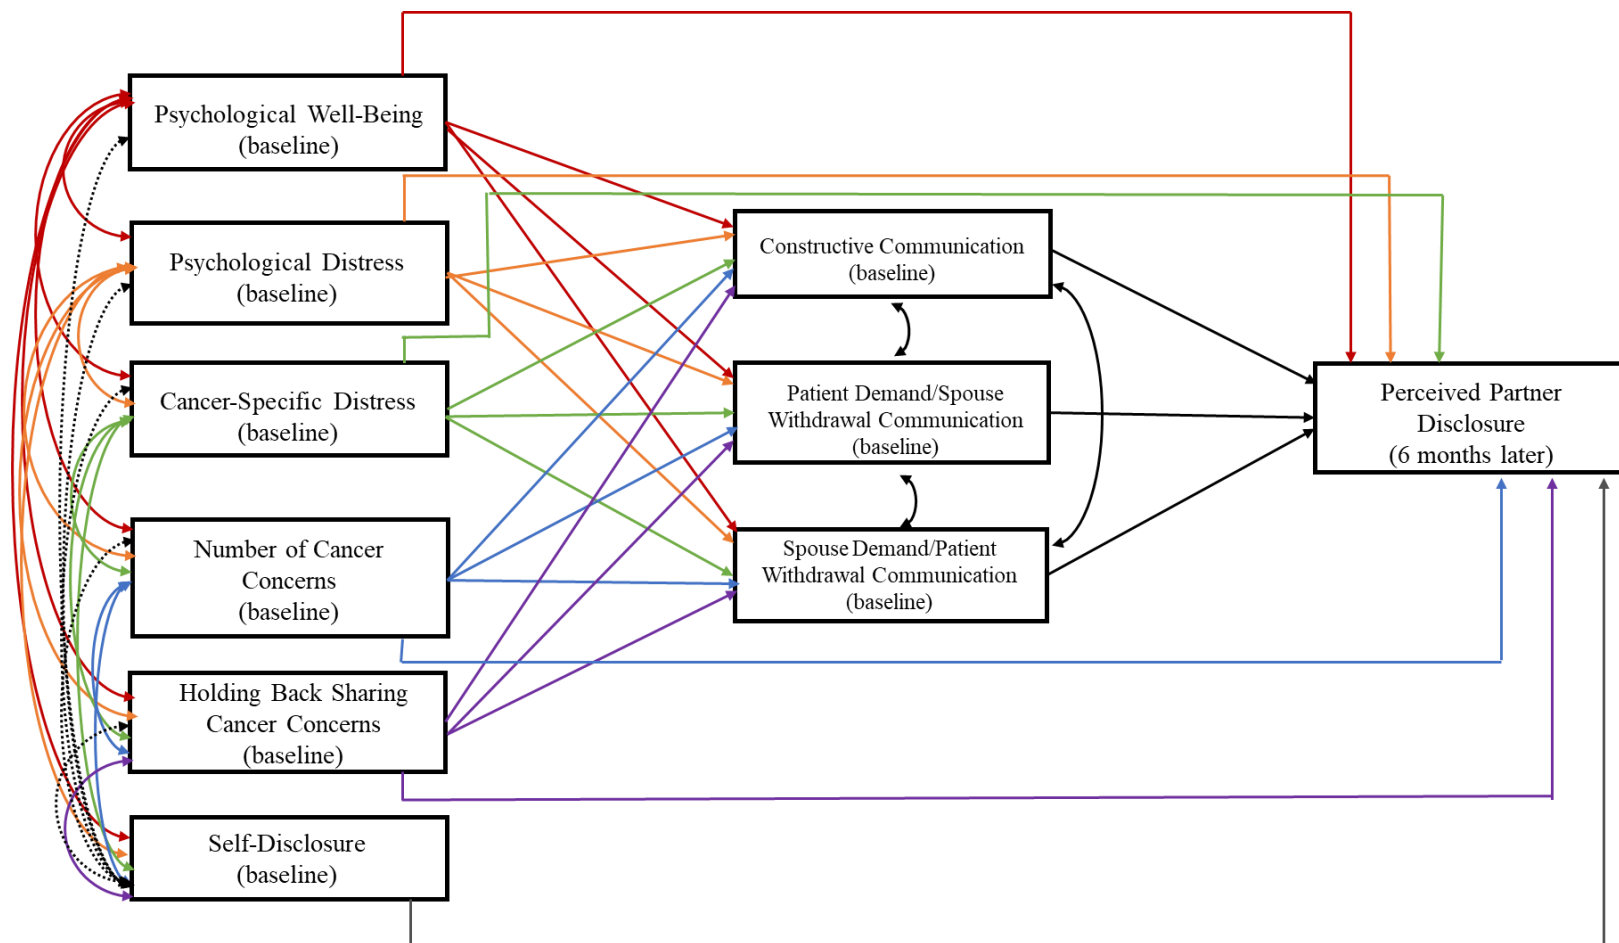 Psychological Well-Being
(baseline)
Psychological Distress
(baseline)
Cancer-Specific Distress
(baseline)
Number of Cancer
Concerns
(baseline)
Holding Back Sharing
Cancer Concerns
(baseline)
Self-Disclosure
(baseline)
Constructive Communication
(baseline)
Patient Demand/Spouse
Withdrawal Communication
(baseline)
Spouse Demand/Patient
Withdrawal Communication
(baseline)
Perceived Partner
Disclosure
(6 months later)